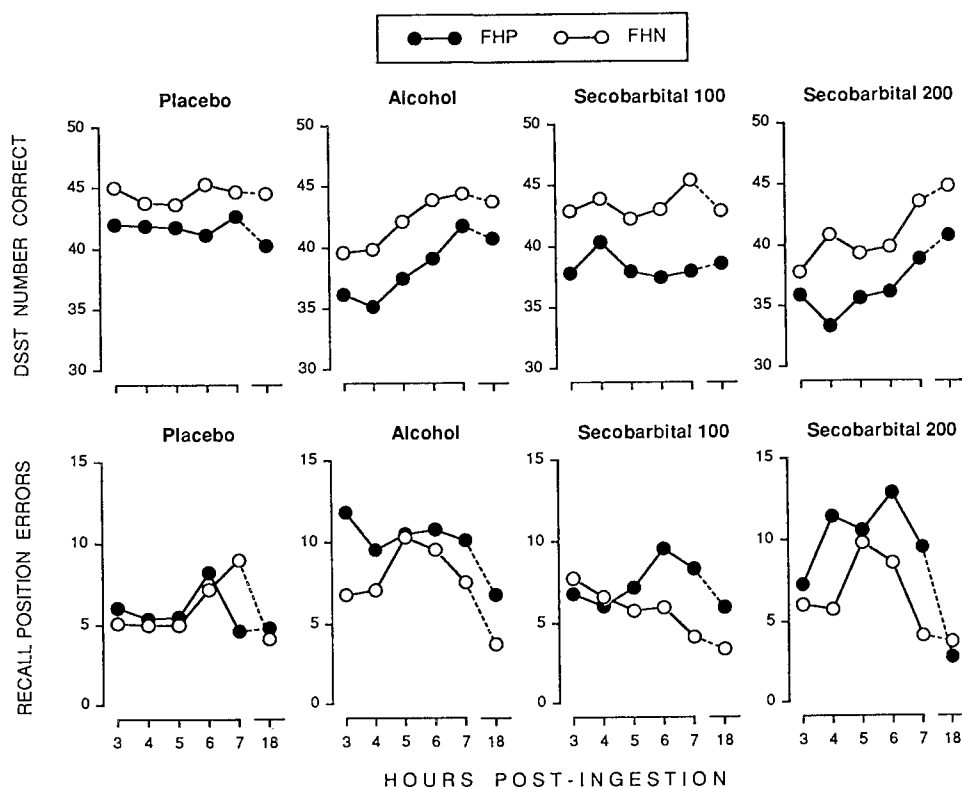 FHP FHN
Placebo Alcohol Secobarbital 100 Secobarbital 200
DSST NUMBER CORRECT
50 50 50 50
45 45 45 45
40 40 40 40
35 35 35 35
30 30 30 30
Placebo Alcohol Secobarbital 100 Secobarbital 200
RECALL POSITION ERRORS
15 15 15 15
10 10 10 10
5 5 5 5
0 0 0 0
3 4 5 6 7 18 3 4 5 6 7 18 3 4 5 6 7 18 3 4 5 6 7 18
HOURS POST-INGESTION